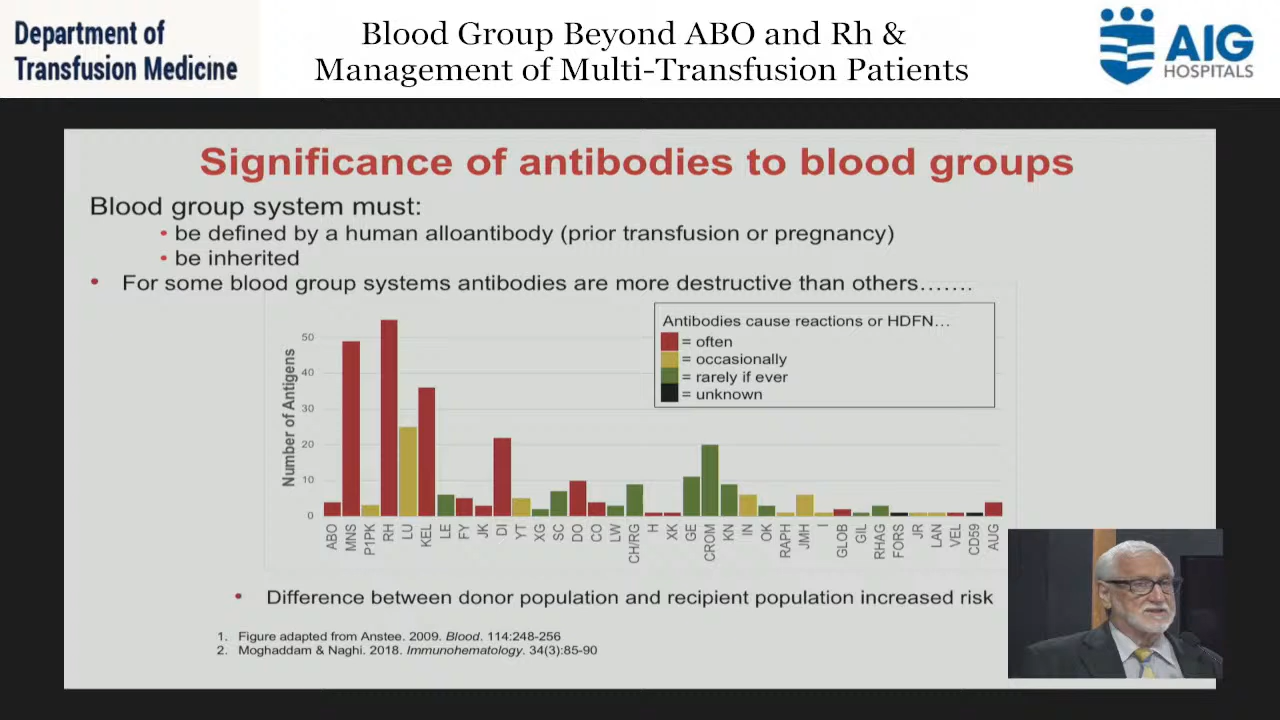 Department of
Transfusion Medicine
Blood Group Beyond ABO and Rh &
Management of Multi-Transfusion Patients
AIG
HOSPITALS
Significance of antibodies to blood groups
Blood group system must:
• be defined by a human alloantibody (prior transfusion or pregnancy)
• be inherited
• For some blood group systems antibodies are more destructive than others…….
Antibodies cause reactions or HDFN…
= often
= occasionally
= rarely if ever
= unknown
Number of Antigens
50
40
30
20
10
0
ABO MNS P1PK RH LU KEL LE FY JK DI YT XG SC DO CO LW CH/RG H XK GE CROM KN IN OK RAPH JMH I GLOB GIL RHAG FORS JR LAN VEL CD59 AUG
• Difference between donor population and recipient population increased risk
1. Figure adapted from Anstee. 2009. Blood. 114:248-256
2. Moghaddam & Naghi. 2018. Immunohematology. 34(3):85-90